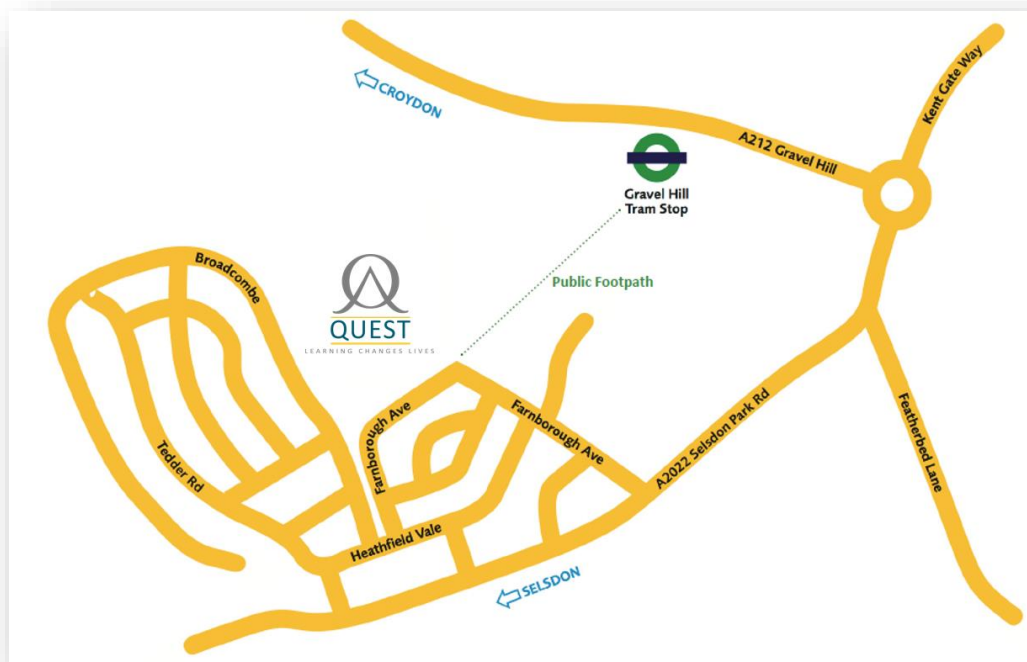 Kent Gate Way
CROYDON
A212 Gravel Hill
Gravel Hill
Tram Stop
Broadcombe
Public Footpath
QUEST
LEARNING CHANGES LIVES
Farnborough Ave
Farnborough Ave
A2022 Selsdon Park Rd
Featherbed Lane
Tedder Rd
Heathfield Vale
SELSDON